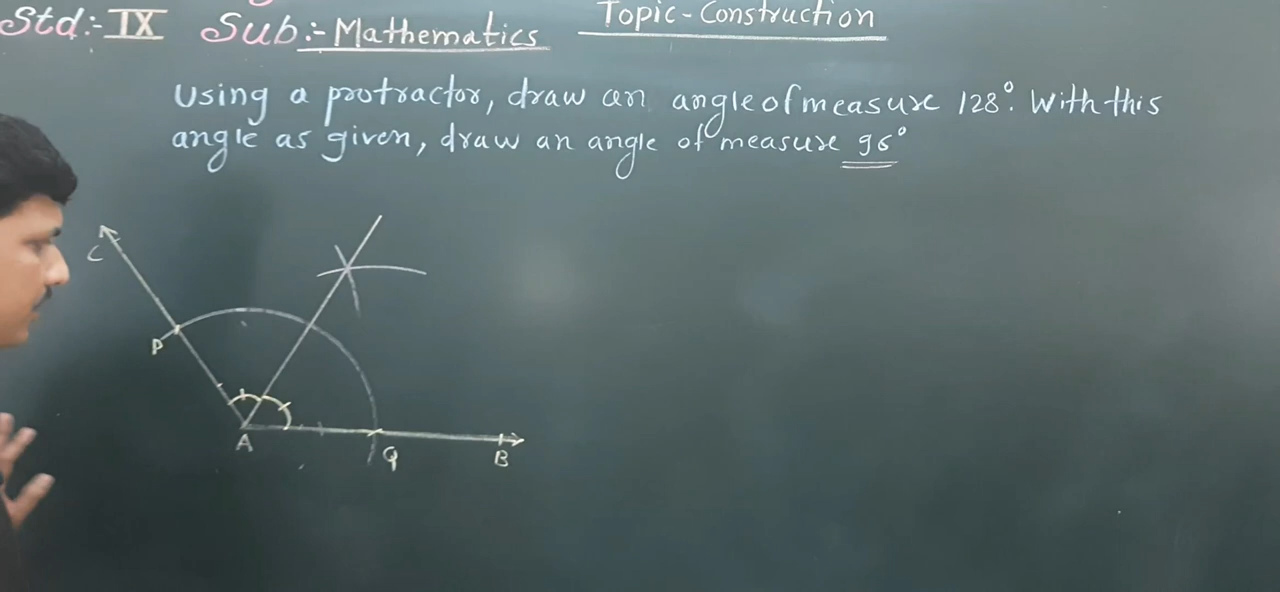 Std:- IX Sub:- Mathematics Topic - Construction
Using a protractor, draw an angle of measure 128°. With this
angle as given, draw an angle of measure 96°
C
P
A
Q
B